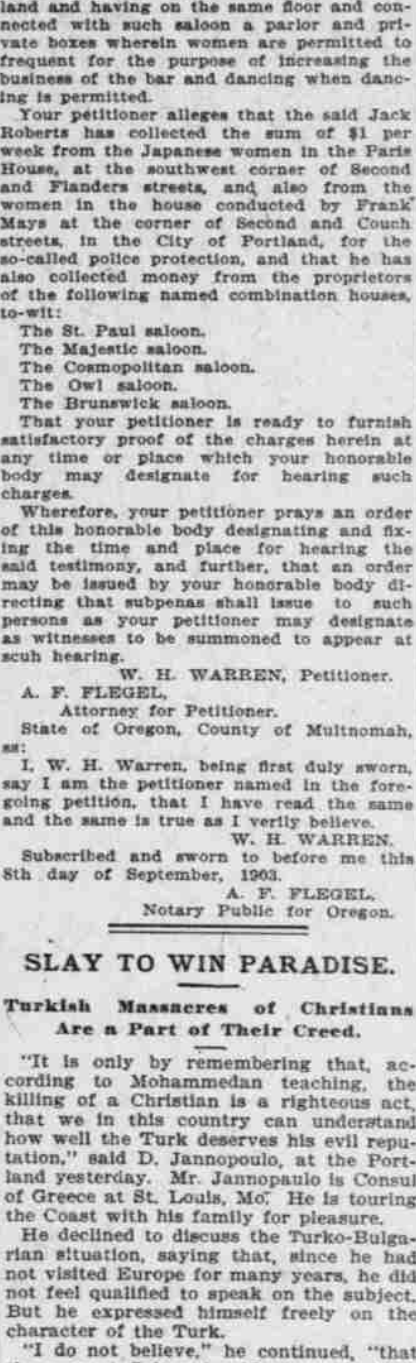 land and having on the same floor and con-
nected with such saloon a parlor and pri-
vate boxes wherein women are permitted to
frequent for the purpose of increasing the
business of the bar and dancing when danc-
ing is permitted.
Your petitioner alleges that the said Jack
Roberts has collected the sum of $1 per
week from the Japanese women in the Paris
House, at the southwest corner of Second
and Flanders streets, and also from the
women in the house conducted by Frank
Mays at the corner of Second and Couch
streets, in the City of Portland, for the
so-called police protection, and that he has
also collected money from the proprietors
of the following named combination houses,
to-wit:
The St. Paul saloon.
The Majestic saloon.
The Cosmopolitan saloon.
The Owl saloon.
The Brunswick saloon.
That your petitioner is ready to furnish
satisfactory proof of the charges herein at
any time or place which your honorable
body may designate for hearing such
charges.
Wherefore, your petitioner prays an order
of this honorable body designating and fix-
ing the time and place for hearing the
said testimony, and further, that an order
may be issued by your honorable body di-
recting that subpenas shall issue to such
persons as your petitioner may designate
as witnesses to be summoned to appear at
scuh hearing.
W. H. WARREN, Petitioner.
A. F. FLEGEL,
Attorney for Petitioner.
State of Oregon, County of Multnomah,
ss:
I, W. H. Warren, being first duly sworn,
say I am the petitioner named in the fore-
going petition, that I have read the same
and the same is true as I verily believe.
W. H. WARREN.
Subscribed and sworn to before me this
8th day of September, 1903.
A. F. FLEGEL,
Notary Public for Oregon.
SLAY TO WIN PARADISE.
Turkish Massacres of Christians
Are a Part of Their Creed.
"It is only by remembering that, ac-
cording to Mohammedan teaching, the
killing of a Christian is a righteous act,
that we in this country can understand
how well the Turk deserves his evil repu-
tation," said D. Jannopoulo, at the Port-
land yesterday. Mr. Jannopaulo is Consul
of Greece at St. Louis, Mo. He is touring
the Coast with his family for pleasure.
He declined to discuss the Turko-Bulga-
rian situation, saying that, since he had
not visited Europe for many years, he did
not feel qualified to speak on the subject.
But he expressed himself freely on the
character of the Turk.
"I do not believe," he continued, "that